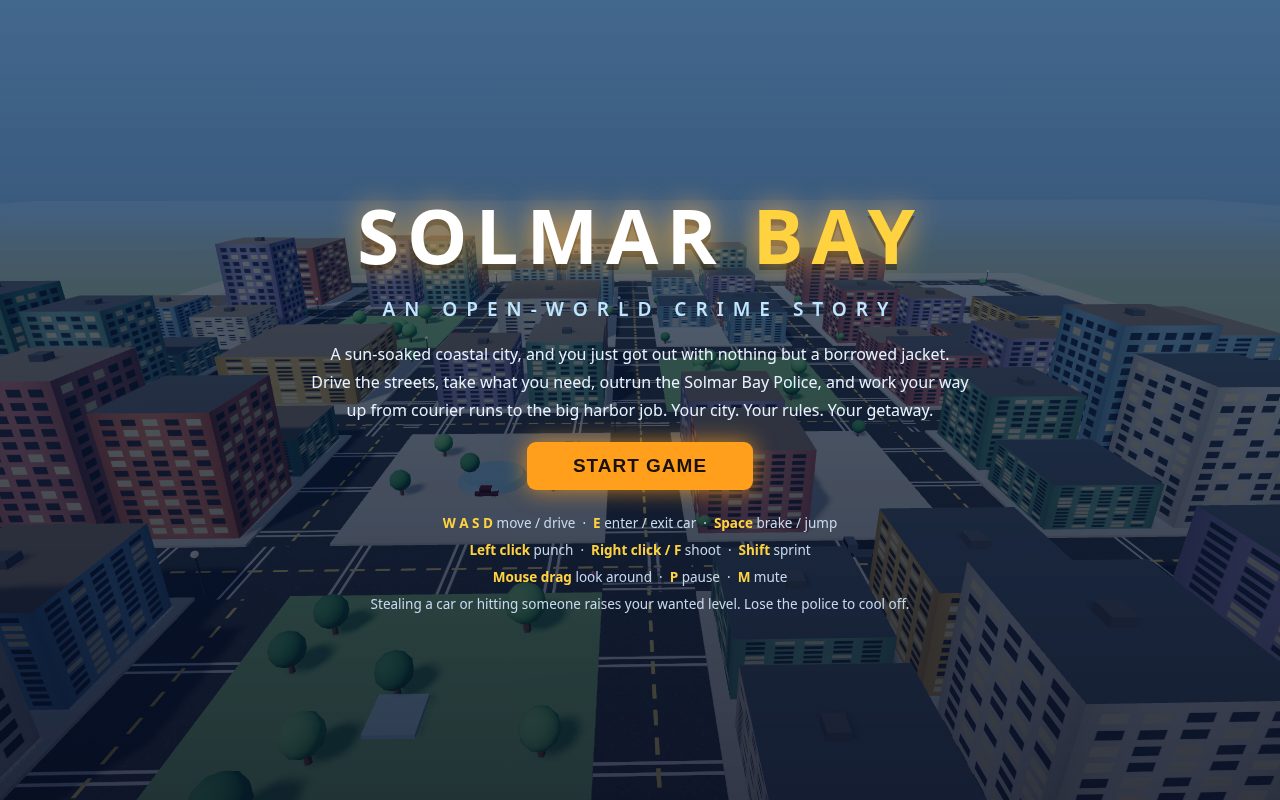 SOLMAR BAY
AN OPEN-WORLD CRIME STORY
A sun-soaked coastal city, and you just got out with nothing but a borrowed jacket.
Drive the streets, take what you need, outrun the Solmar Bay Police, and work your way
up from courier runs to the big harbor job. Your city. Your rules. Your getaway.
START GAME
W A S D move / drive · E enter / exit car · Space brake / jump
Left click punch · Right click / F shoot · Shift sprint
Mouse drag look around · P pause · M mute
Stealing a car or hitting someone raises your wanted level. Lose the police to cool off.